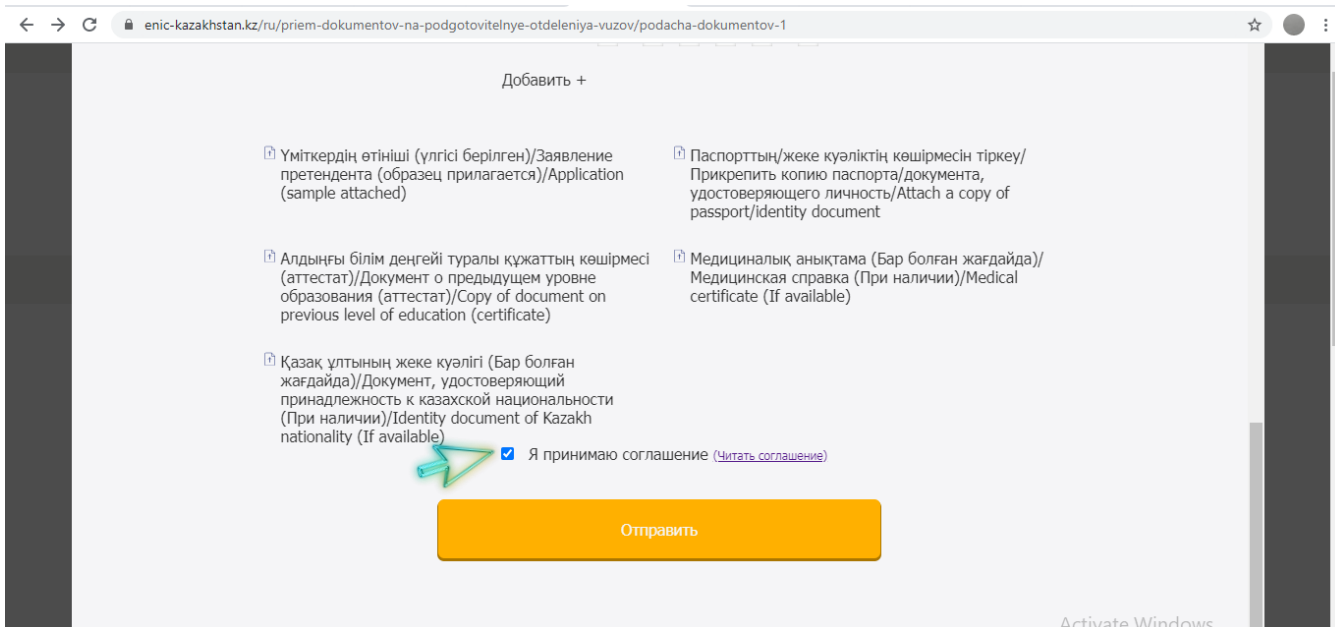 enic-kazakhstan.kz/ru/priem-dokumentov-na-podgotovitelnye-otdeleniya-vuzov/podacha-dokumentov-1
Добавить +
Үміткердің өтініші (үлгісі берілген)/Заявление
претендента (образец прилагается)/Application
(sample attached)
Паспорттың/жеке куәліктің көшірмесін тіркеу/
Прикрепить копию паспорта/документа,
удостоверяющего личность/Attach a copy of
passport/identity document
Алдыңғы білім деңгейі туралы құжаттың көшірмесі
(аттестат)/Документ о предыдущем уровне
образования (аттестат)/Copy of document on
previous level of education (certificate)
Медициналық анықтама (Бар болған жағдайда)/
Медицинская справка (При наличии)/Medical
certificate (If available)
Қазақ ұлтының жеке куәлігі (Бар болған
жағдайда)/Документ, удостоверяющий
принадлежность к казахской национальности
(При наличии)/Identity document of Kazakh
nationality (If available)
Я принимаю соглашение (Читать соглашение)
Отправить
Activate Windows